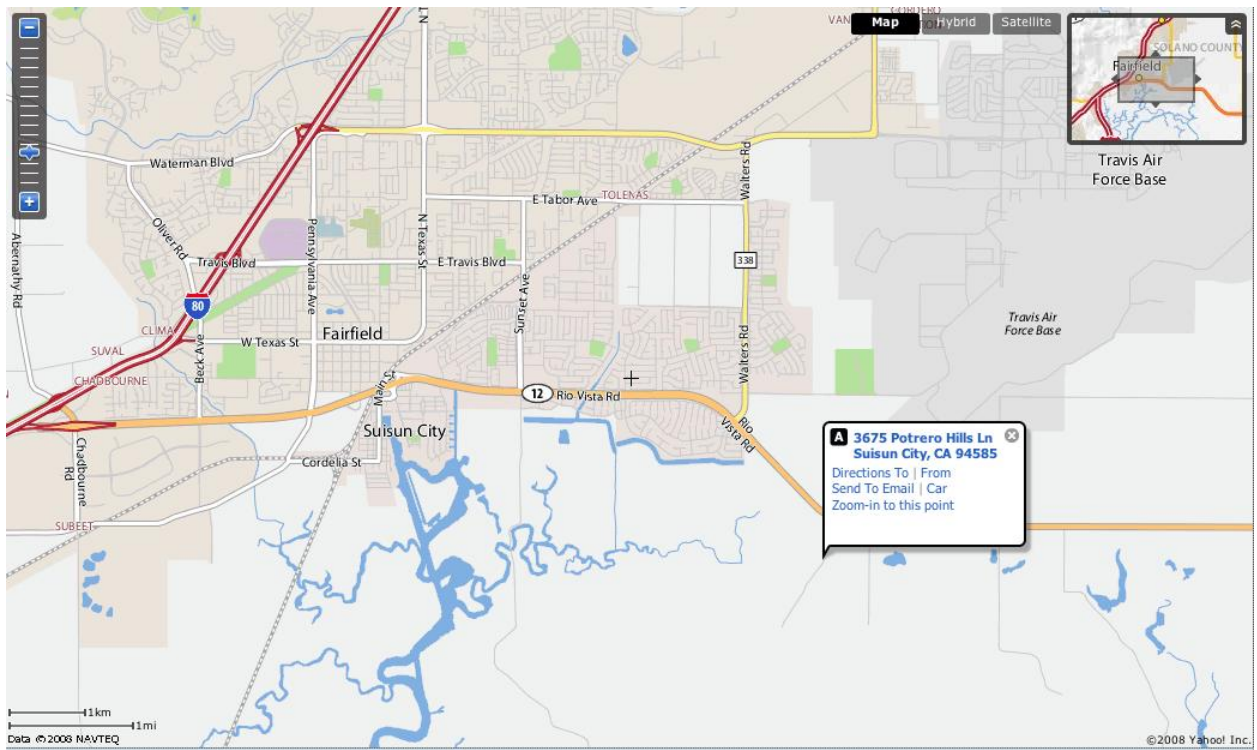 Map
Hybrid
Satellite
SOLANO COUNTY
Fairfield
Travis Air
Force Base
Waterman Blvd
Walters Rd
E Tabor Ave
TOLENAS
Oliver Rd
Abernathy Rd
Pennsylvania Ave
N Texas St
Travis Blvd
E Travis Blvd
338
80
Sunset Ave
Travis Air
Force Base
CLIMA
W Texas St
Fairfield
Walters Rd
SUVAL
Beck Ave
CHADBOURNE
Main St
12
Rio Vista Rd
Rio
Vista Rd
Suisun City
Chadbourne
Rd
Cordelia St
SUBEET
A 3675 Potrero Hills Ln
Suisun City, CA 94585
Directions To | From
Send To Email | Car
Zoom-in to this point
1km
1mi
Data ©2008 NAVTEQ
©2008 Yahoo! Inc.